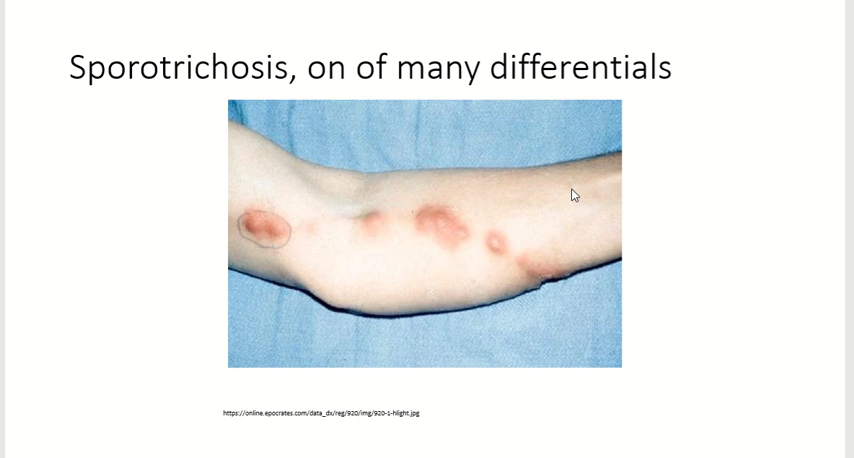 Sporotrichosis, on of many differentials
https://online.epocrates.com/data_dx/reg/920/img/920-1-hlight.jpg